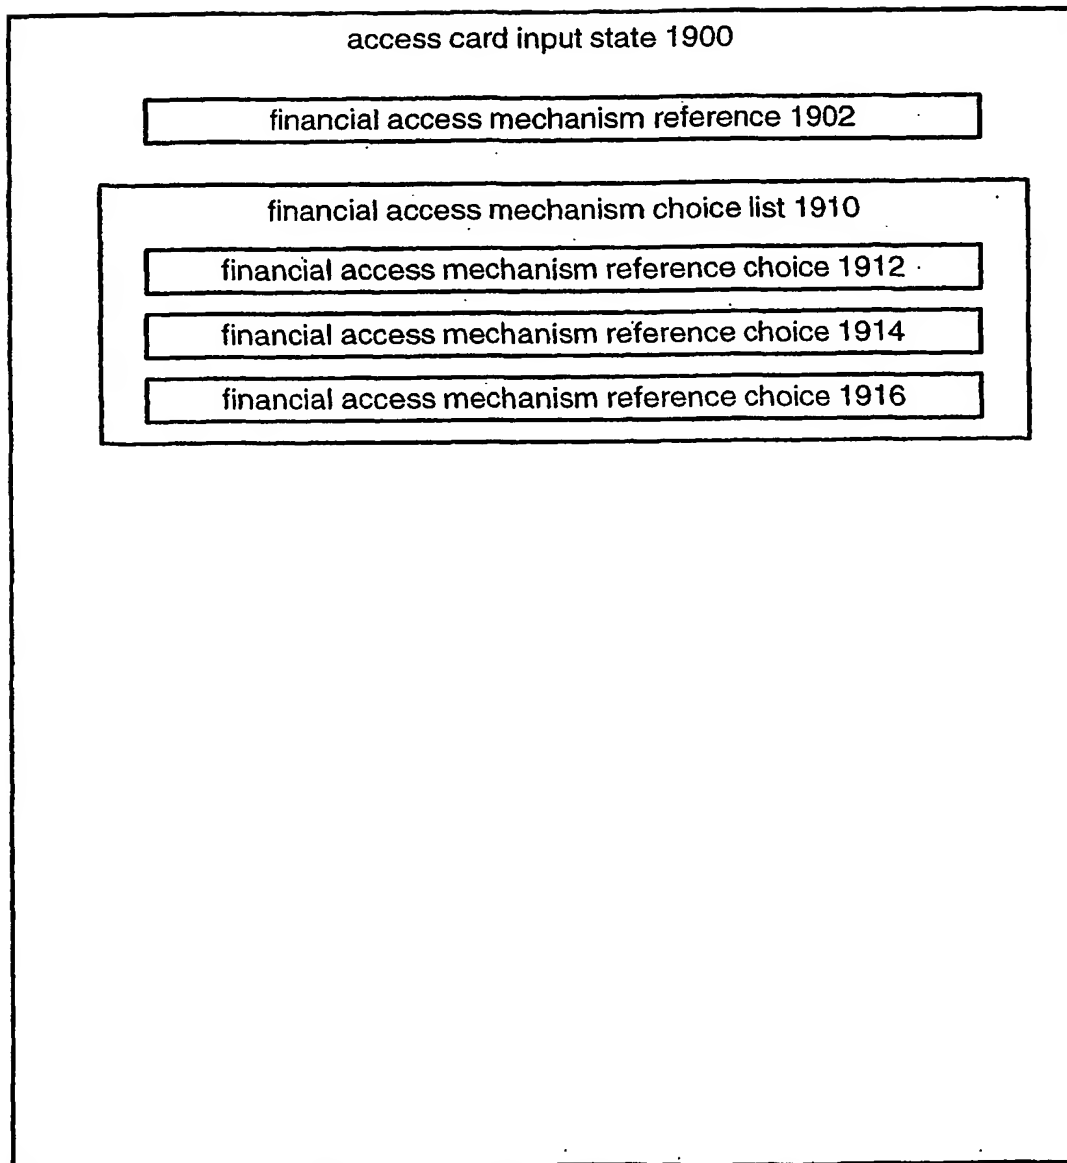 access card input state 1900
financial access mechanism reference 1902
financial access mechanism choice list 1910
financial access mechanism reference choice 1912
financial access mechanism reference choice 1914
financial access mechanism reference choice 1916